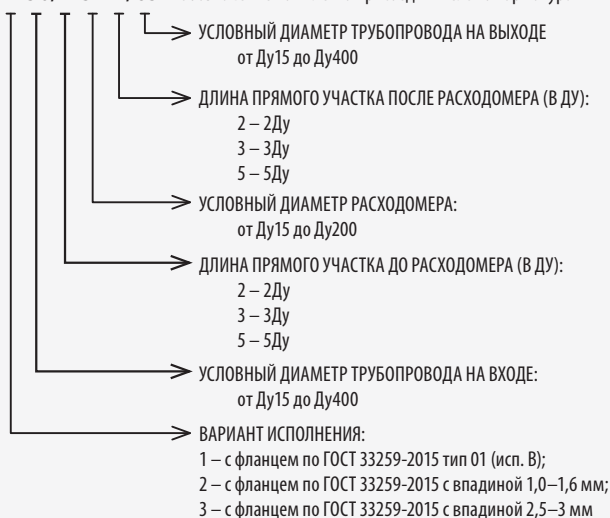 УСЛОВНЫЙ ДИАМЕТР ТРУБОПРОВОДА НА ВЫХОДЕ
от Ду15 до Ду400
ДЛИНА ПРЯМОГО УЧАСТКА ПОСЛЕ РАСХОДОМЕРА (В ДУ):
2 – 2Ду
3 – 3Ду
5 – 5Ду
УСЛОВНЫЙ ДИАМЕТР РАСХОДОМЕРА:
от Ду15 до Ду200
ДЛИНА ПРЯМОГО УЧАСТКА ДО РАСХОДОМЕРА (В ДУ):
2 – 2Ду
3 – 3Ду
5 – 5Ду
УСЛОВНЫЙ ДИАМЕТР ТРУБОПРОВОДА НА ВХОДЕ:
от Ду15 до Ду400
ВАРИАНТ ИСПОЛНЕНИЯ:
1 – с фланцем по ГОСТ 33259-2015 тип 01 (исп. В);
2 – с фланцем по ГОСТ 33259-2015 с впадиной 1,0–1,6 мм;
3 – с фланцем по ГОСТ 33259-2015 с впадиной 2,5–3 мм